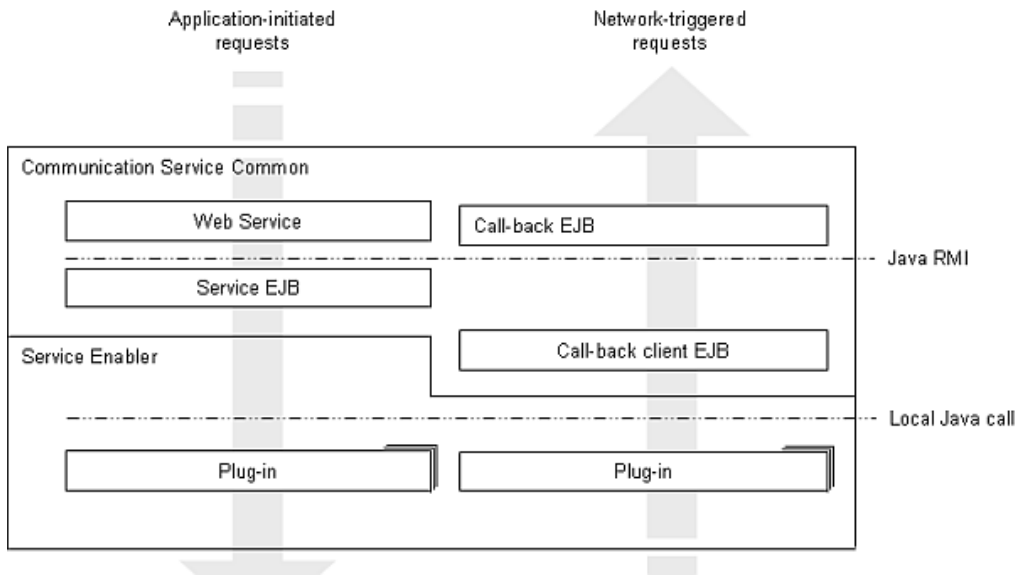 Application-initiated
requests
Network-triggered
requests
Communication Service Common
Web Service
Call-back EJB
Java RMI
Service EJB
Service Enabler
Call-back client EJB
Local Java call
Plug-in
Plug-in